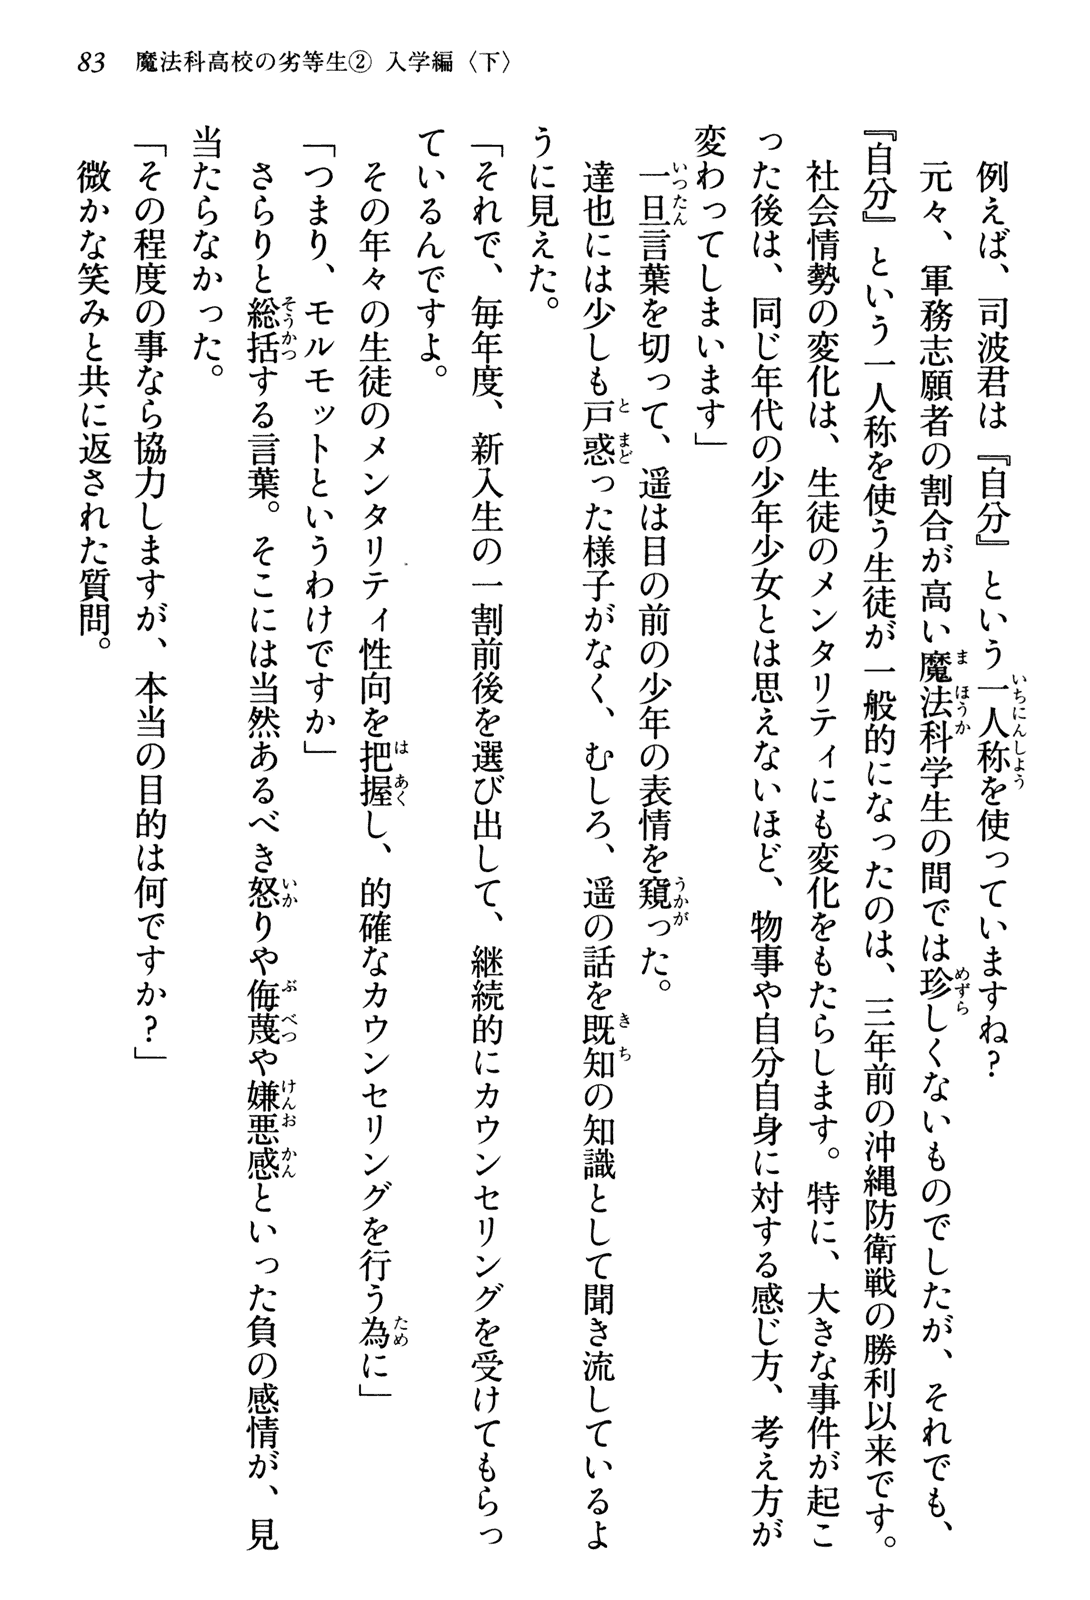 83　魔法科高校の劣等生② 入学編〈下〉
　例えば、司波君は『自分』という一人称を使っていますね？
　元々、軍務志願者の割合が高い魔法科学生の間では珍しくないものでしたが、それでも、
『自分』という一人称を使う生徒が一般的になったのは、三年前の沖縄防衛戦の勝利以来です。
　社会情勢の変化は、生徒のメンタリティにも変化をもたらします。特に、大きな事件が起こ
った後は、同じ年代の少年少女とは思えないほど、物事や自分自身に対する感じ方、考え方が
変わってしまいます」
　一旦言葉を切って、遥は目の前の少年の表情を窺った。
　達也には少しも戸惑った様子がなく、むしろ、遥の話を既知の知識として聞き流しているよ
うに見えた。
「それで、毎年度、新入生の一割前後を選び出して、継続的にカウンセリングを受けてもらっ
ているんですよ。
　その年々の生徒のメンタリティ性向を把握し、的確なカウンセリングを行う為に」
「つまり、モルモットというわけですか」
　さらりと総括する言葉。そこには当然あるべき怒りや侮蔑や嫌悪感といった負の感情が、見
当たらなかった。
「その程度の事なら協力しますが、本当の目的は何ですか？」
　微かな笑みと共に返された質問。